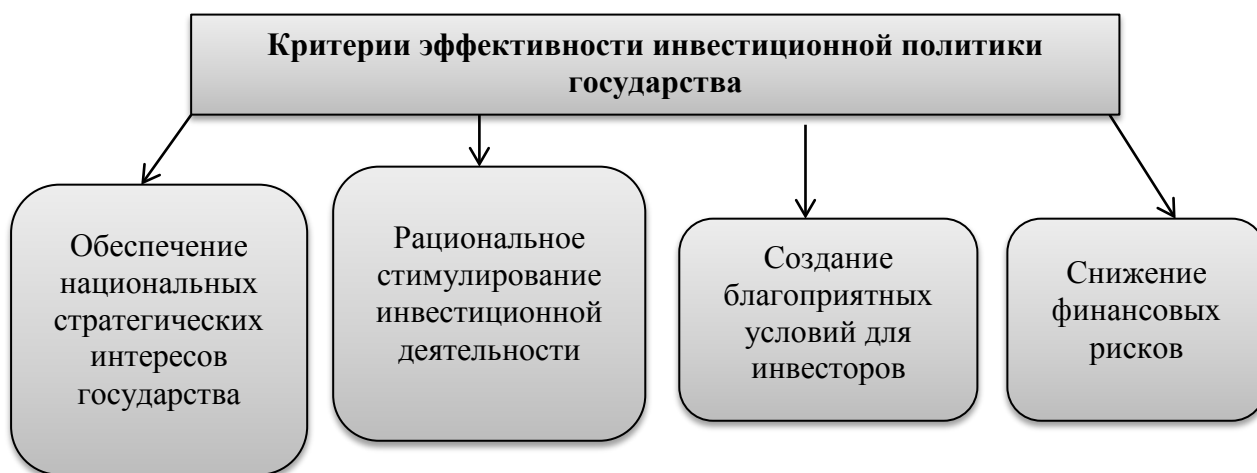 Критерии эффективности инвестиционной политики
государства
Обеспечение
национальных
стратегических
интересов
государства
Рациональное
стимулирование
инвестиционной
деятельности
Создание
благоприятных
условий для
инвесторов
Снижение
финансовых
рисков